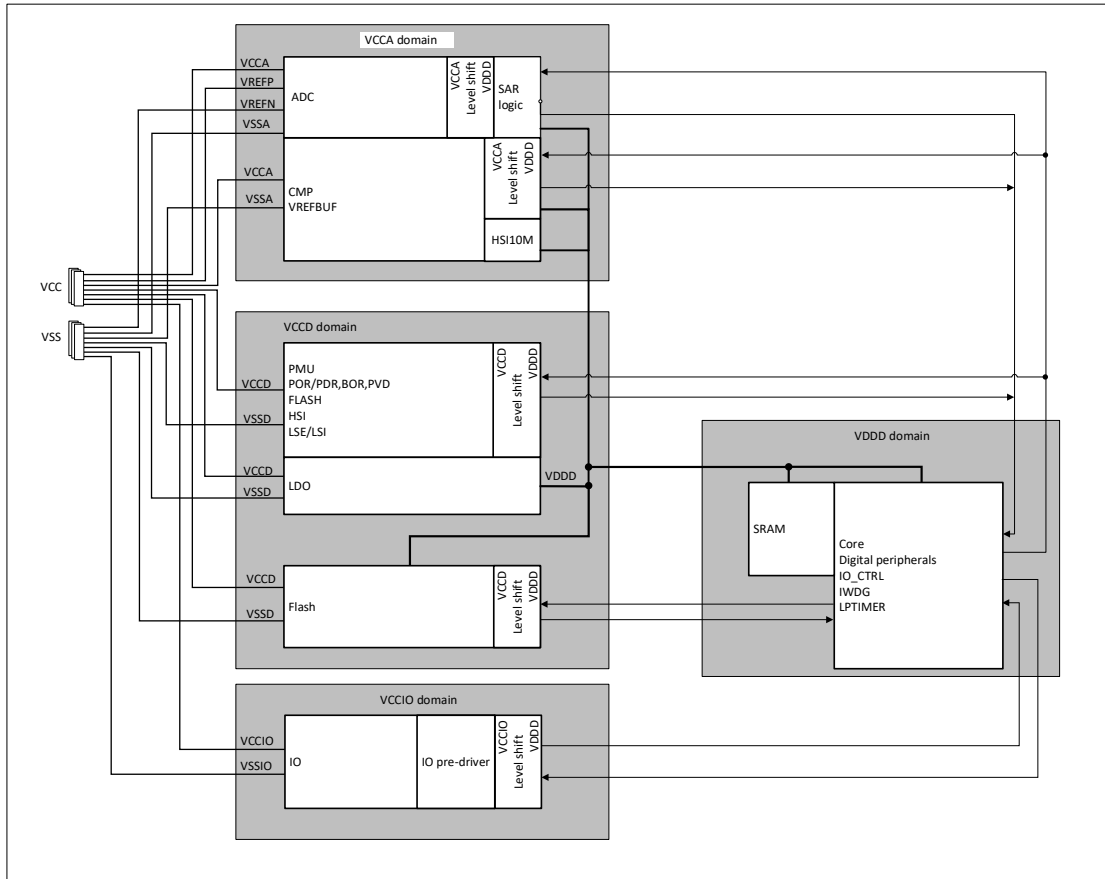 VCCA domain
VCCA
VREFP
VREFN
VSSA
ADC
VCCA
Level shift
VDDD
SAR
logic
VCCA
VSSA
CMP
VREFBUF
VCCA
Level shift
VDDD
HSI10M
VCC
VSS
VCCD domain
VCCD
VSSD
PMU
POR/PDR,BOR,PVD
FLASH
HSI
LSE/LSI
VCCD
Level shift
VDDD
VCCD
VSSD
LDO
VDDD
VCCD
VSSD
Flash
VCCD
Level shift
VDDD
VDDD domain
SRAM
Core
Digital peripherals
IO_CTRL
IWDG
LPTIMER
VCCIO domain
VCCIO
VSSIO
IO
IO pre-driver
VCCIO
Level shift
VDDD